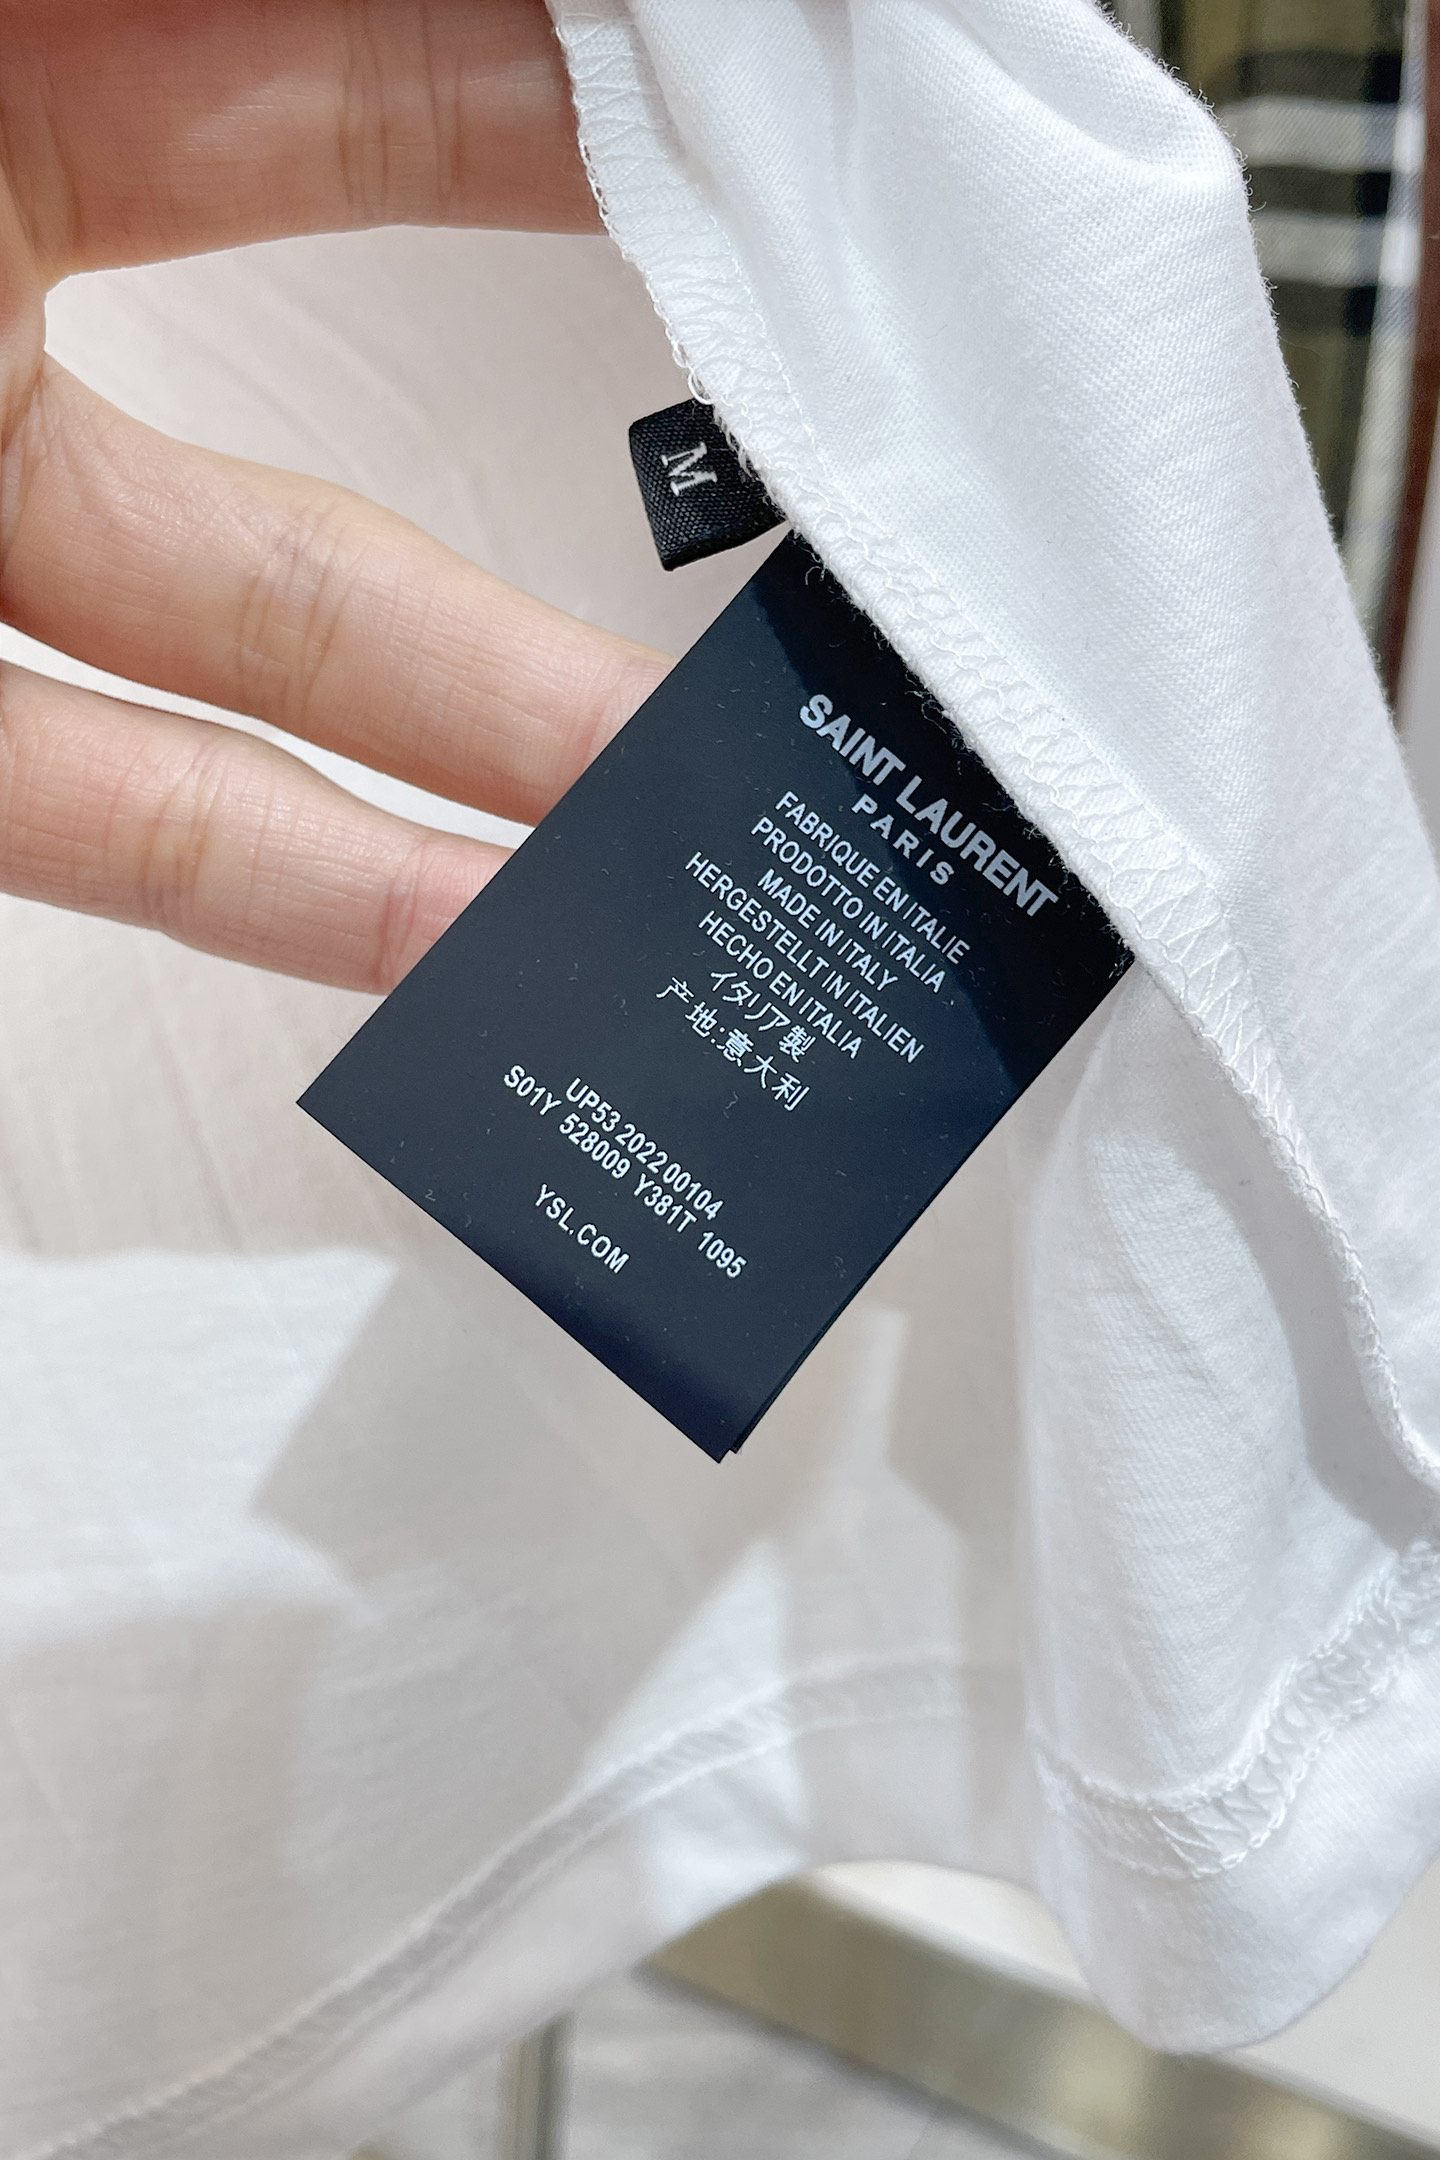 M
SAINT LAURENT
PARIS
FABRIQUE EN ITALIE
PRODOTTO IN ITALIA
MADE IN ITALY
HERGESTELLT IN ITALIEN
HECHO EN ITALIA
イタリア製
产地:意大利
UP53 2022 00104
S01Y 528009 Y381T 1095
YSL.COM